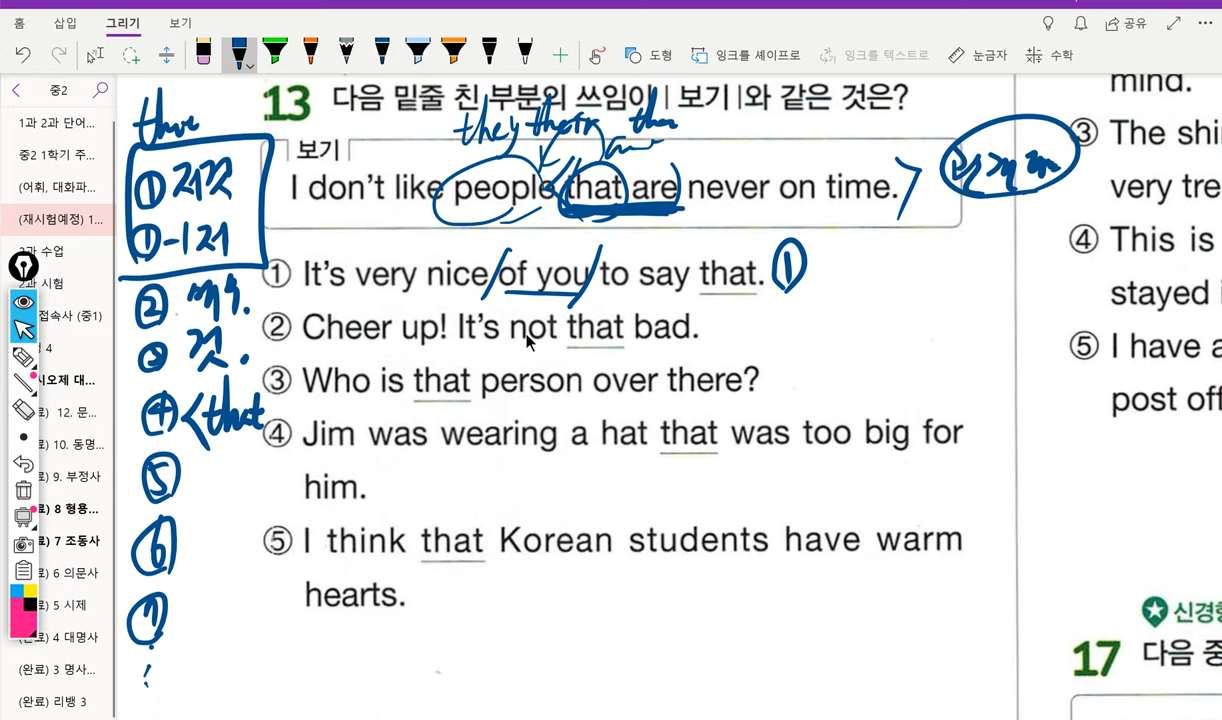 홈 삽입 그리기 보기
공유
도형 잉크를 셰이프로 잉크를 텍스트로 눈금자 수학
중2
1과 2과 단어...
중2 1학기 주...
(어휘, 대화파...
(재시험예정) 1...
2과 수업
2과 시험
접속사 (중1)
4
시오제 대...
료) 12. 문...
료) 10. 동명...
료) 9. 부정사
료) 8 형용...
료) 7 조동사
료) 6 의문사
료) 5 시제
(완료) 4 대명사
(완료) 3 명사...
(완료) 리뱅 3
13 다음 밑줄 친 부분의 쓰임이 | 보기 |와 같은 것은?
they them
보기
I don't like people that are never on time.
① It's very nice of you to say that. ①
② Cheer up! It's not that bad.
③ Who is that person over there?
④ Jim was wearing a hat that was too big for
him.
⑤ I think that Korean students have warm
hearts.
① 저것
②
③ 것.
④ <that
⑤
⑥
⑦
mind.
③ The shi
very tre
④ This is
stayed i
⑤ I have a
post off
신경향
17 다음 중